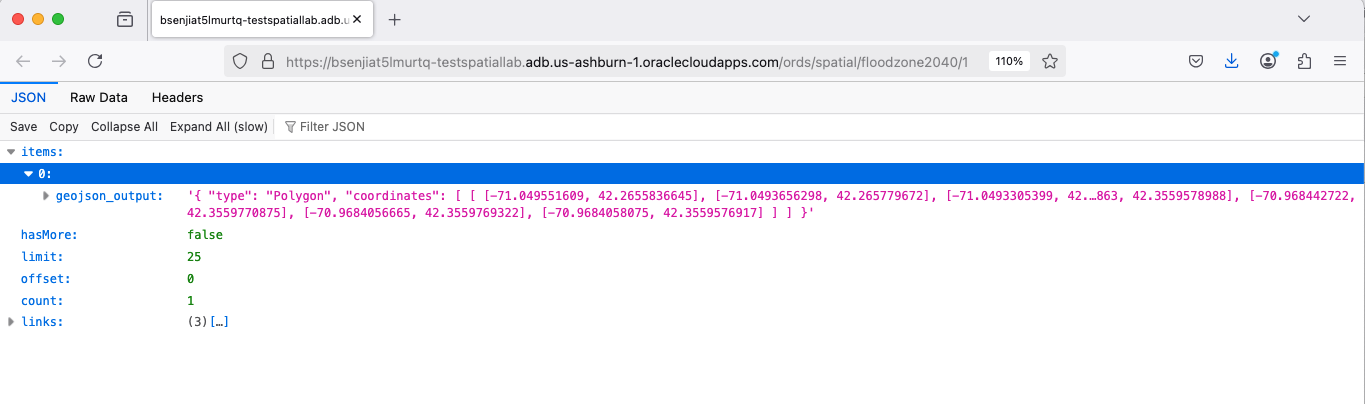 bsenjiat5lmurtq-testspatiallab.adb.u
https://bsenjiat5lmurtq-testspatiallab.adb.us-ashburn-1.oraclecloudapps.com/ords/spatial/floodzone2040/1 110%
JSON Raw Data Headers
Save Copy Collapse All Expand All (slow) Filter JSON
items:
0:
geojson_output: '{ "type": "Polygon", "coordinates": [ [ [-71.049551609, 42.2655836645], [-71.0493656298, 42.265779672], [-71.0493305399, 42.…863, 42.3559578988], [-70.968442722,
42.3559770875], [-70.9684056665, 42.3559769322], [-70.9684058075, 42.3559576917] ] ] }'
hasMore: false
limit: 25
offset: 0
count: 1
links: (3)[…]